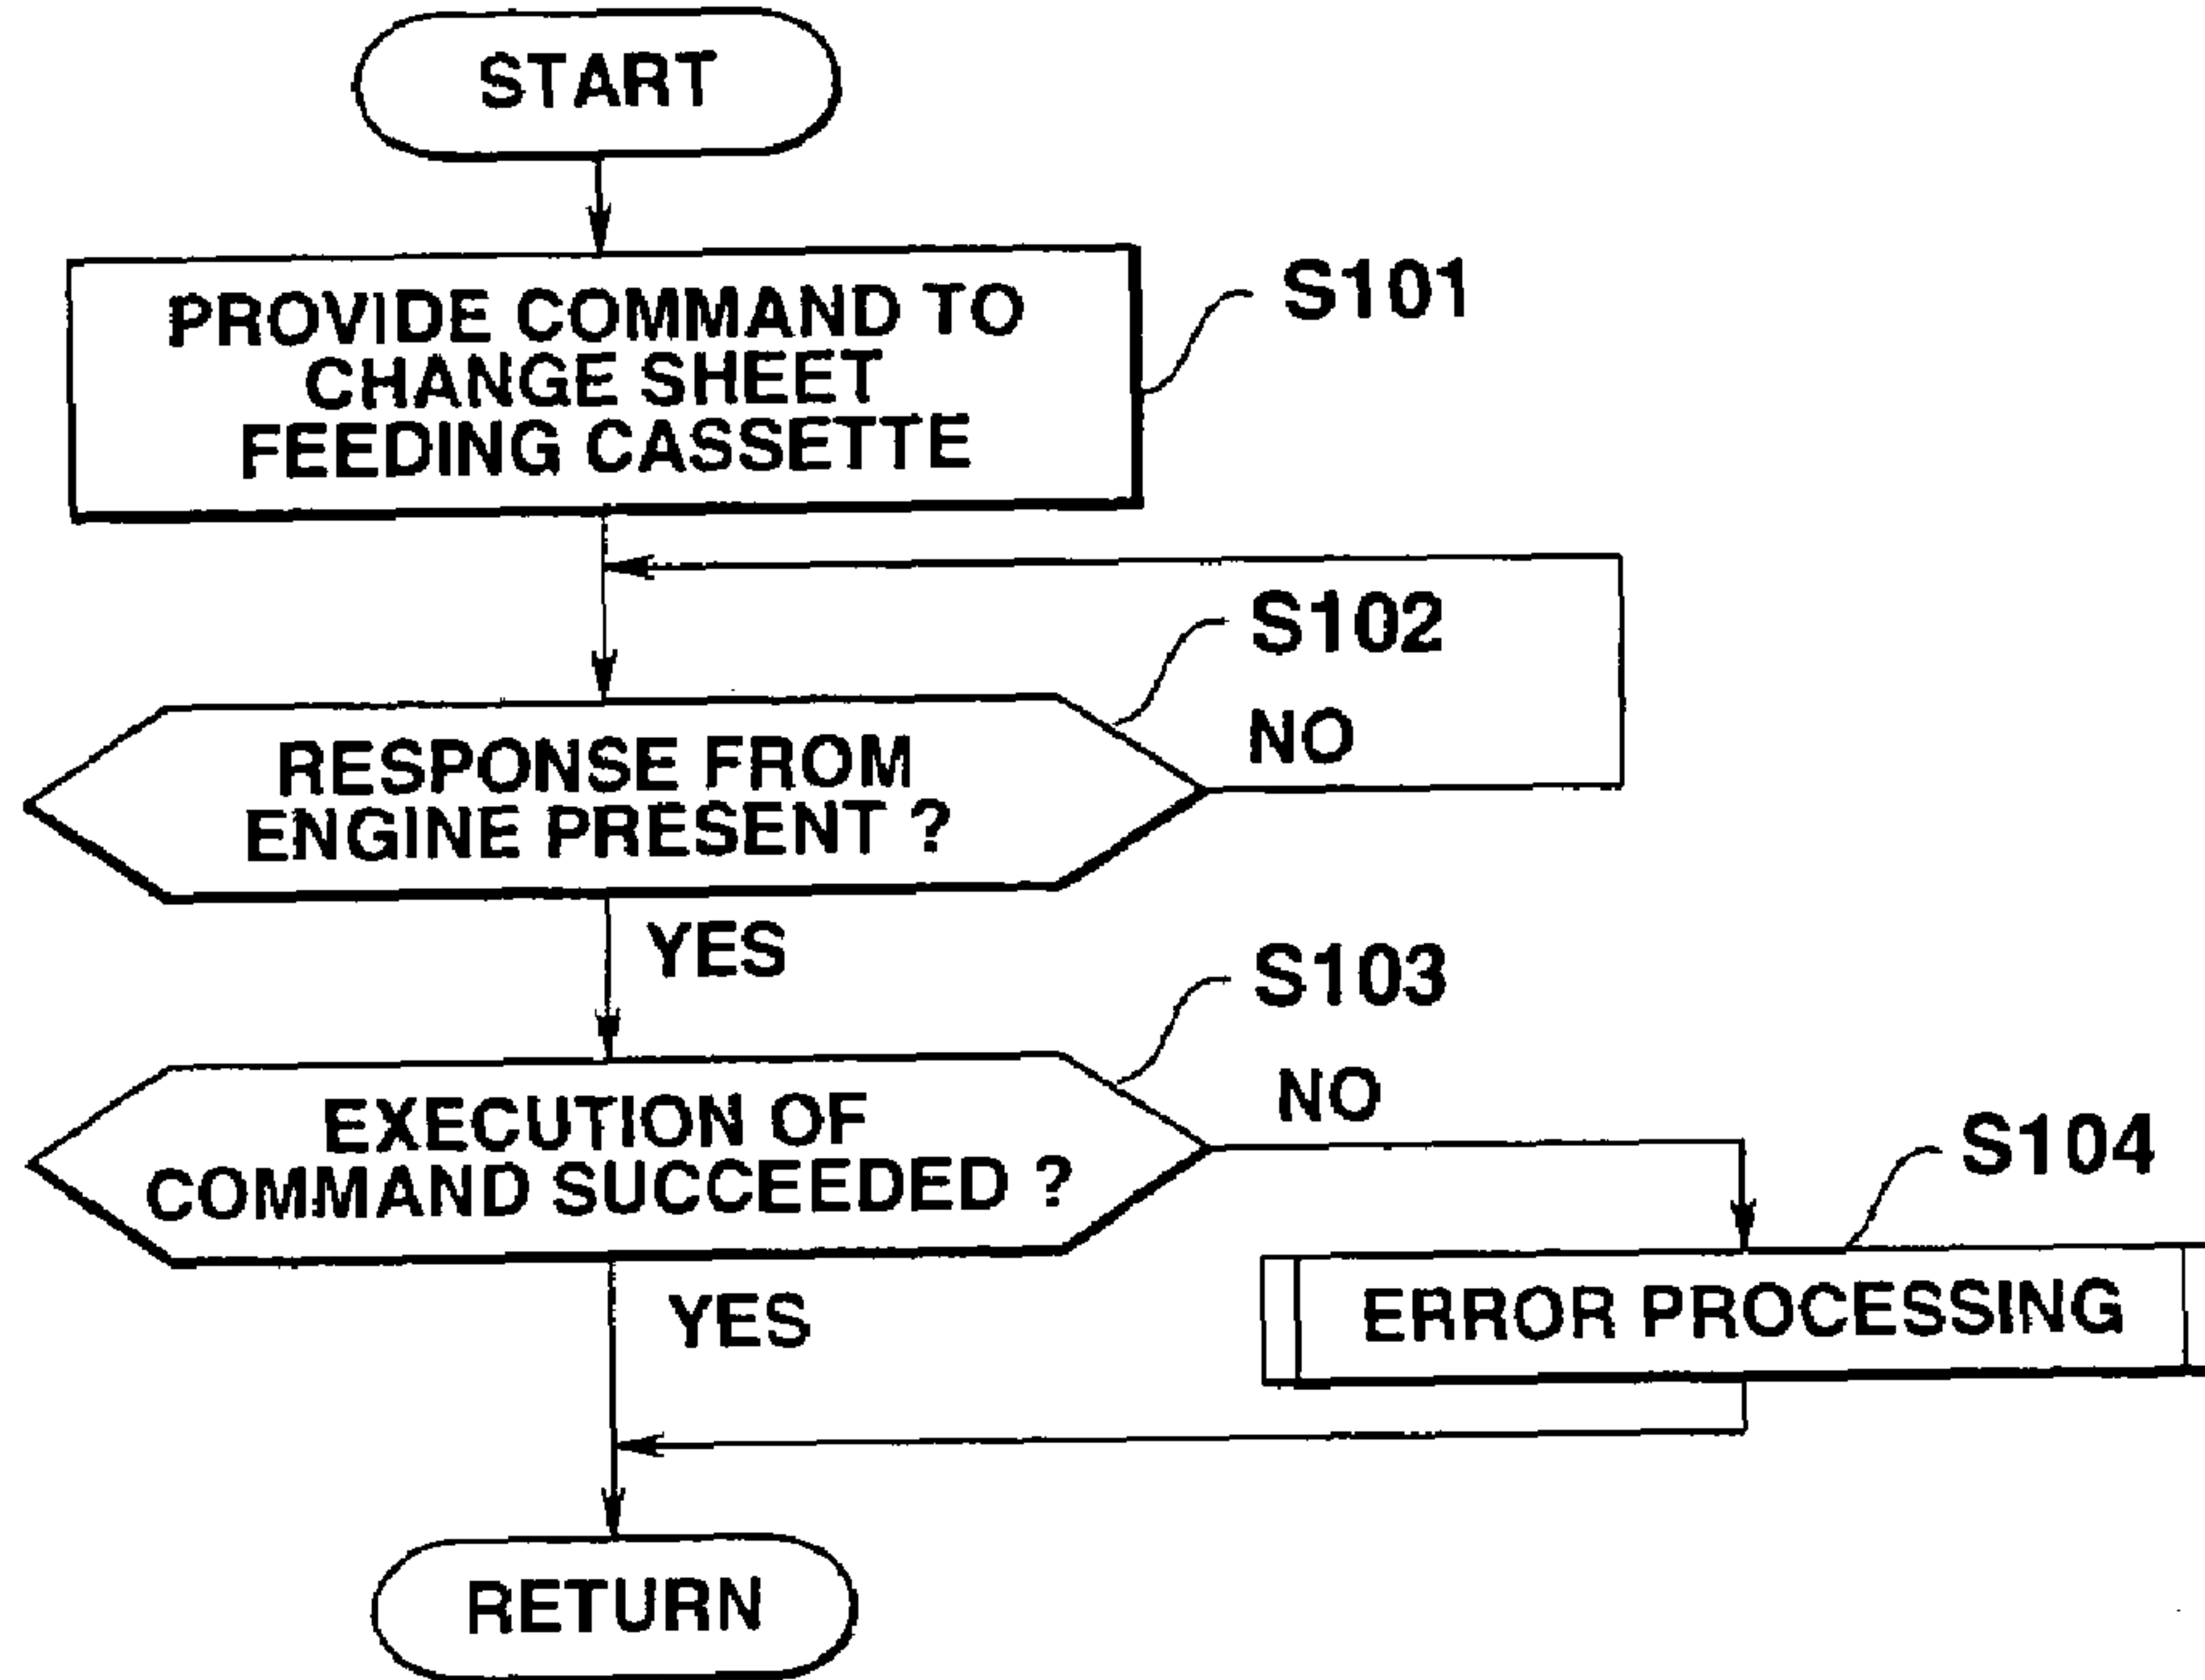 START
PROVIDE COMMAND TO
CHANGE SHEET
FEEDING CASSETTE
S101
S102
NO
RESPONSE FROM
ENGINE PRESENT ?
YES
S103
NO
EXECUTION OF
COMMAND SUCCEEDED ?
S104
YES
ERROR PROCESSING
RETURN